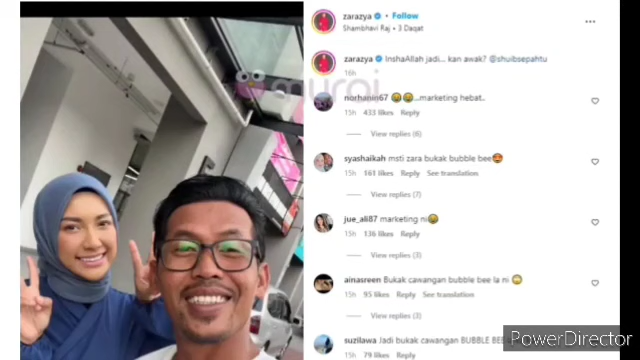 zarazya • Follow
Shambhavi Raj • 3 Daqat
zarazya InshaAllah jadi... kan awak? @shuibsepahtu
16h
murai
norhanin67 😂😂...marketing hebat..
15h 433 likes Reply
View replies (6)
syashaikah msti zara bukak bubble bee😍
15h 161 likes Reply See translation
View replies (7)
jue_ali87 marketing ni😂
15h 136 likes Reply
View replies (3)
ainasreen Bukak cawangan bubble bee la ni
15h 95 likes Reply See translation
View replies (3)
suzilawa Jadi bukak cawangan BUBBLE BEE
15h 79 likes Reply
PowerDirector